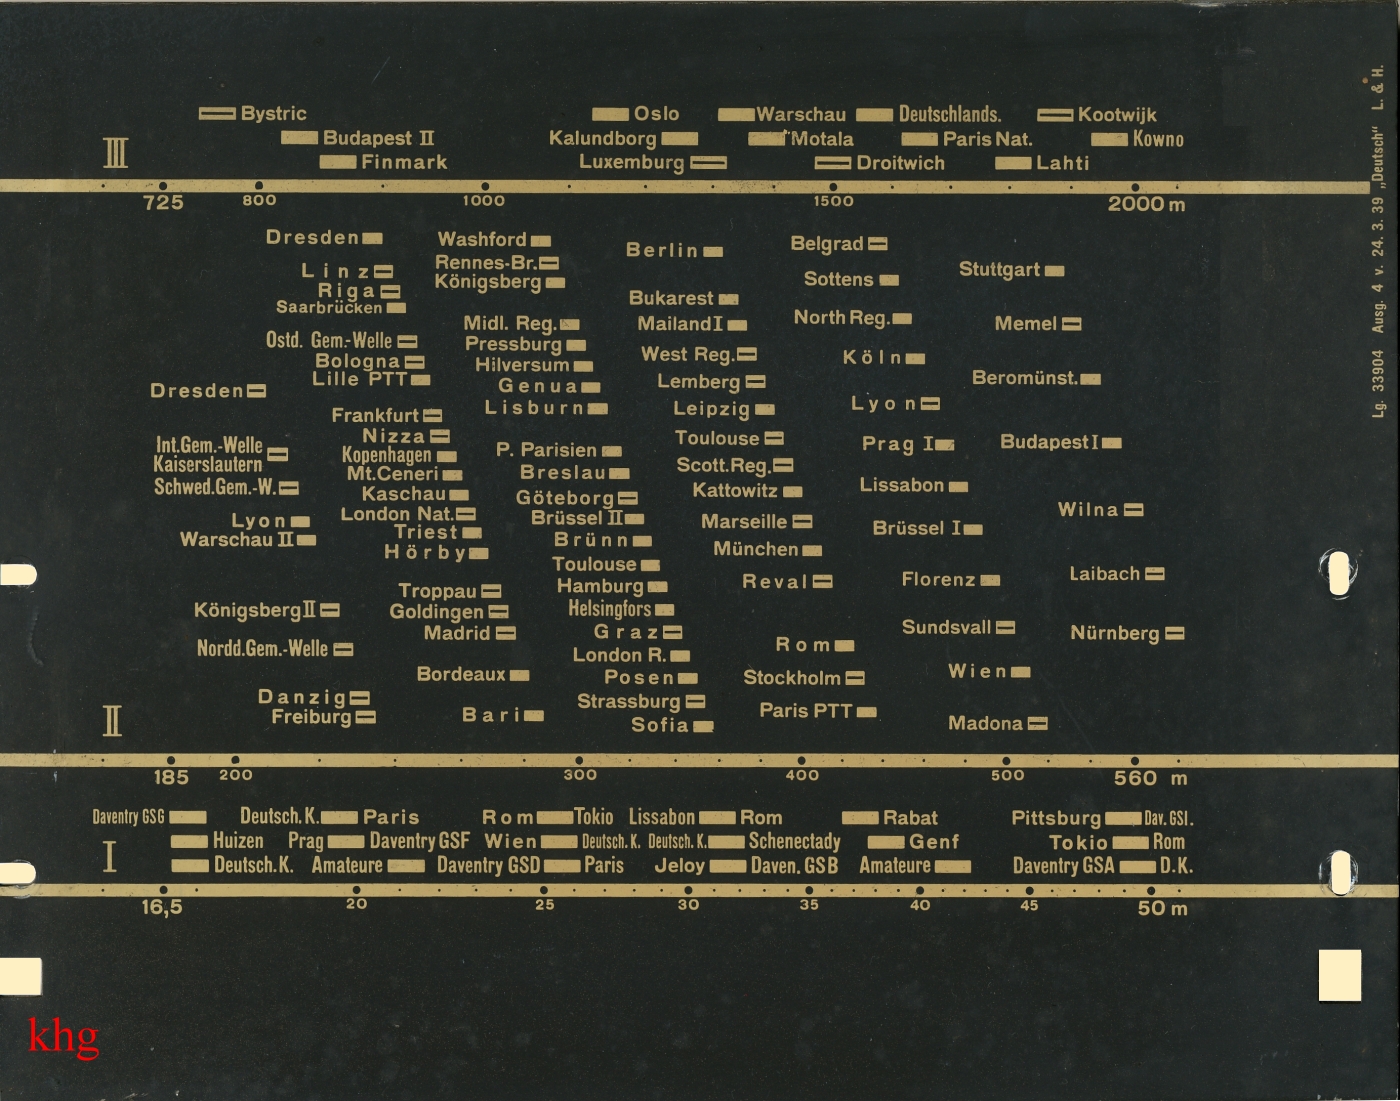 Bystric Oslo Warschau Deutschlands. Kootwijk
III Budapest II Kalundborg Motala Paris Nat. Kowno
Finmark Luxemburg Droitwich Lahti
725 800 1000 1500 2000 m
Dresden
Linz
Riga
Saarbrücken
Ostd. Gem.-Welle
Bologna
Lille PTT
Dresden
Frankfurt
Nizza
Kopenhagen
Mt.Ceneri
Kaschau
London Nat.
Triest
Hörby
Int.Gem.-Welle
Kaiserslautern
Schwed.Gem.-W.
Lyon
Warschau II
Königsberg II
Nordd.Gem.-Welle
Danzig
Freiburg
Troppau
Goldingen
Madrid
Bordeaux
Bari
Washford
Rennes-Br.
Königsberg
Midl. Reg.
Pressburg
Hilversum
Genua
Lisburn
P. Parisien
Breslau
Göteborg
Brüssel II
Brünn
Toulouse
Hamburg
Helsingfors
Graz
London R.
Posen
Strassburg
Sofia
Berlin
Bukarest
Mailand I
West Reg.
Lemberg
Leipzig
Toulouse
Scott.Reg.
Kattowitz
Marseille
München
Reval
Rom
Stockholm
Paris PTT
Belgrad
Sottens
North Reg.
Köln
Lyon
Prag I
Lissabon
Brüssel I
Florenz
Sundsvall
Wien
Madona
Stuttgart
Memel
Beromünst.
Budapest I
Wilna
Laibach
Nürnberg
II
185 200 300 400 500 560 m
Daventry GSG Deutsch.K. Paris Rom Tokio Lissabon Rom Rabat Pittsburg Dav. GSI.
I Huizen Prag Daventry GSF Wien Deutsch. K. Deutsch. K. Schenectady Genf Tokio Rom
Deutsch.K. Amateure Daventry GSD Paris Jeloy Daven. GSB Amateure Daventry GSA D.K.
16,5 20 25 30 35 40 45 50 m
Lg. 33904 Ausg. 4 v. 24. 3. 39 „Deutsch“ L. & H.
khg